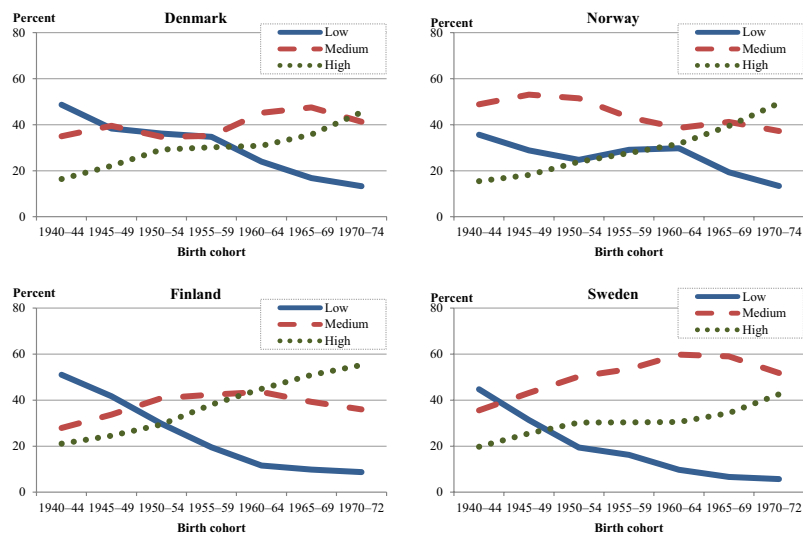 Denmark
Percent
Low
Medium
High
80
60
40
20
0
1940–44 1945–49 1950–54 1955–59 1960–64 1965–69 1970–74
Birth cohort
Norway
Percent
Low
Medium
High
80
60
40
20
0
1940–44 1945–49 1950–54 1955–59 1960–64 1965–69 1970–74
Birth cohort
Finland
Percent
Low
Medium
High
80
60
40
20
0
1940–44 1945–49 1950–54 1955–59 1960–64 1965–69 1970–72
Birth cohort
Sweden
Percent
Low
Medium
High
80
60
40
20
0
1940–44 1945–49 1950–54 1955–59 1960–64 1965–69 1970–72
Birth cohort